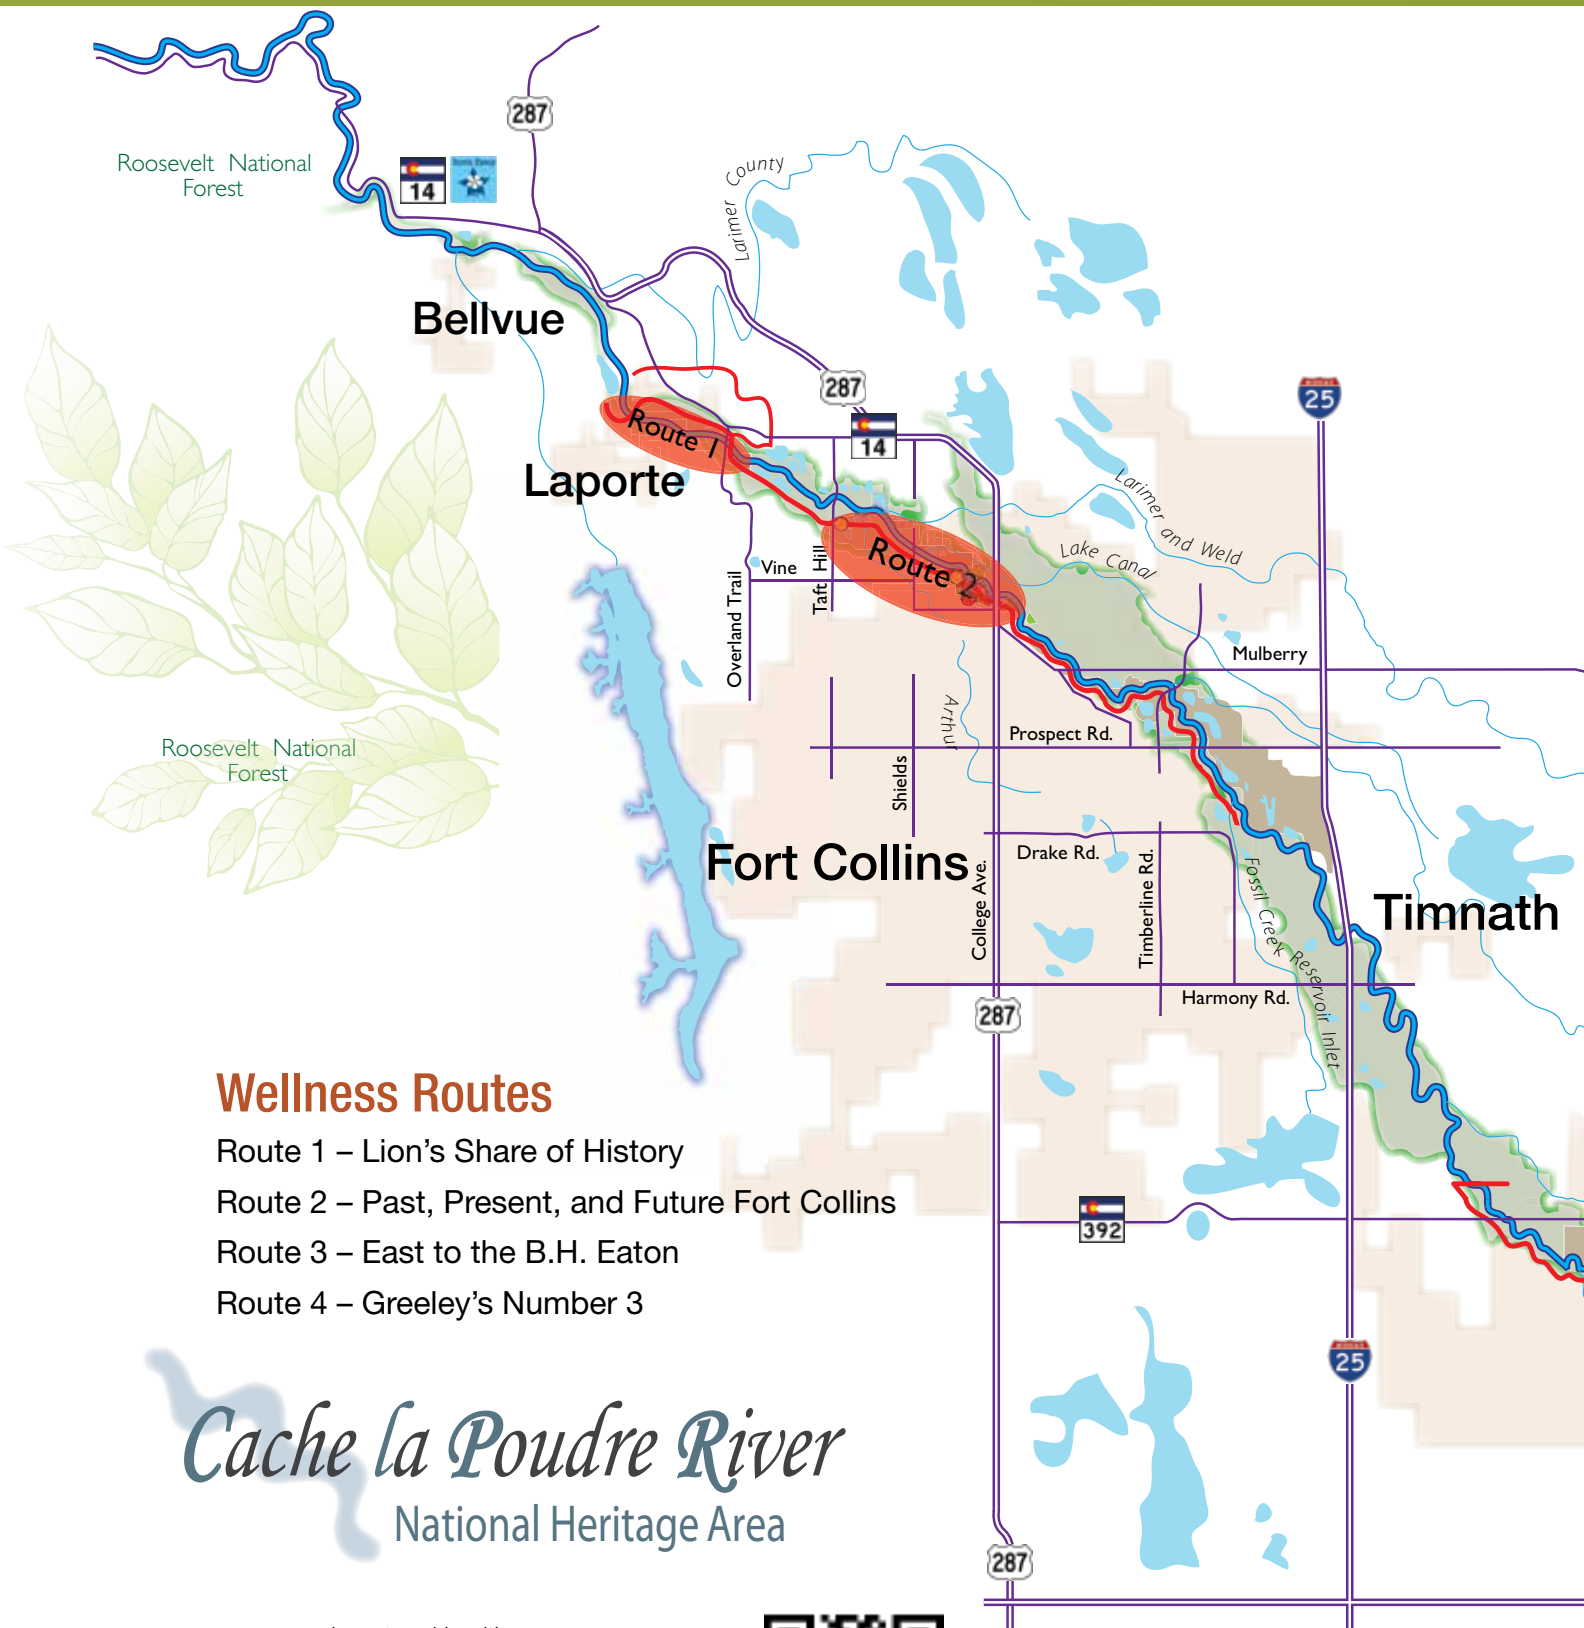 287
Roosevelt National
Forest
14
Larimer County
Bellvue
287
25
14
Route 1
Laporte
Larimer and Weld
Lake Canal
Route 2
Vine
Taft Hill
Overland Trail
Mulberry
Arthur
Prospect Rd.
Roosevelt National
Forest
Shields
Fort Collins
College Ave.
Drake Rd.
Timberline Rd.
Fossil Creek Reservoir Inlet
Timnath
Harmony Rd.
287
Wellness Routes
Route 1 – Lion's Share of History
Route 2 – Past, Present, and Future Fort Collins
Route 3 – East to the B.H. Eaton
Route 4 – Greeley's Number 3
392
25
Cache la Poudre River
National Heritage Area
287